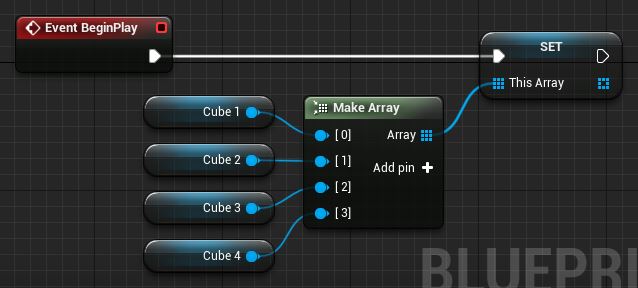 Event BeginPlay
SET
This Array
Make Array
Cube 1
[0]
Array
Cube 2
[1]
Add pin
Cube 3
[2]
Cube 4
[3]
BLUEPRI